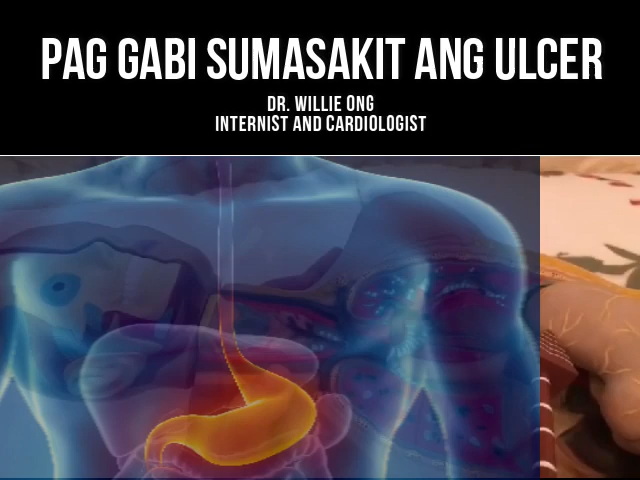 PAG GABI SUMASAKIT ANG ULCER
DR. WILLIE ONG
INTERNIST AND CARDIOLOGIST